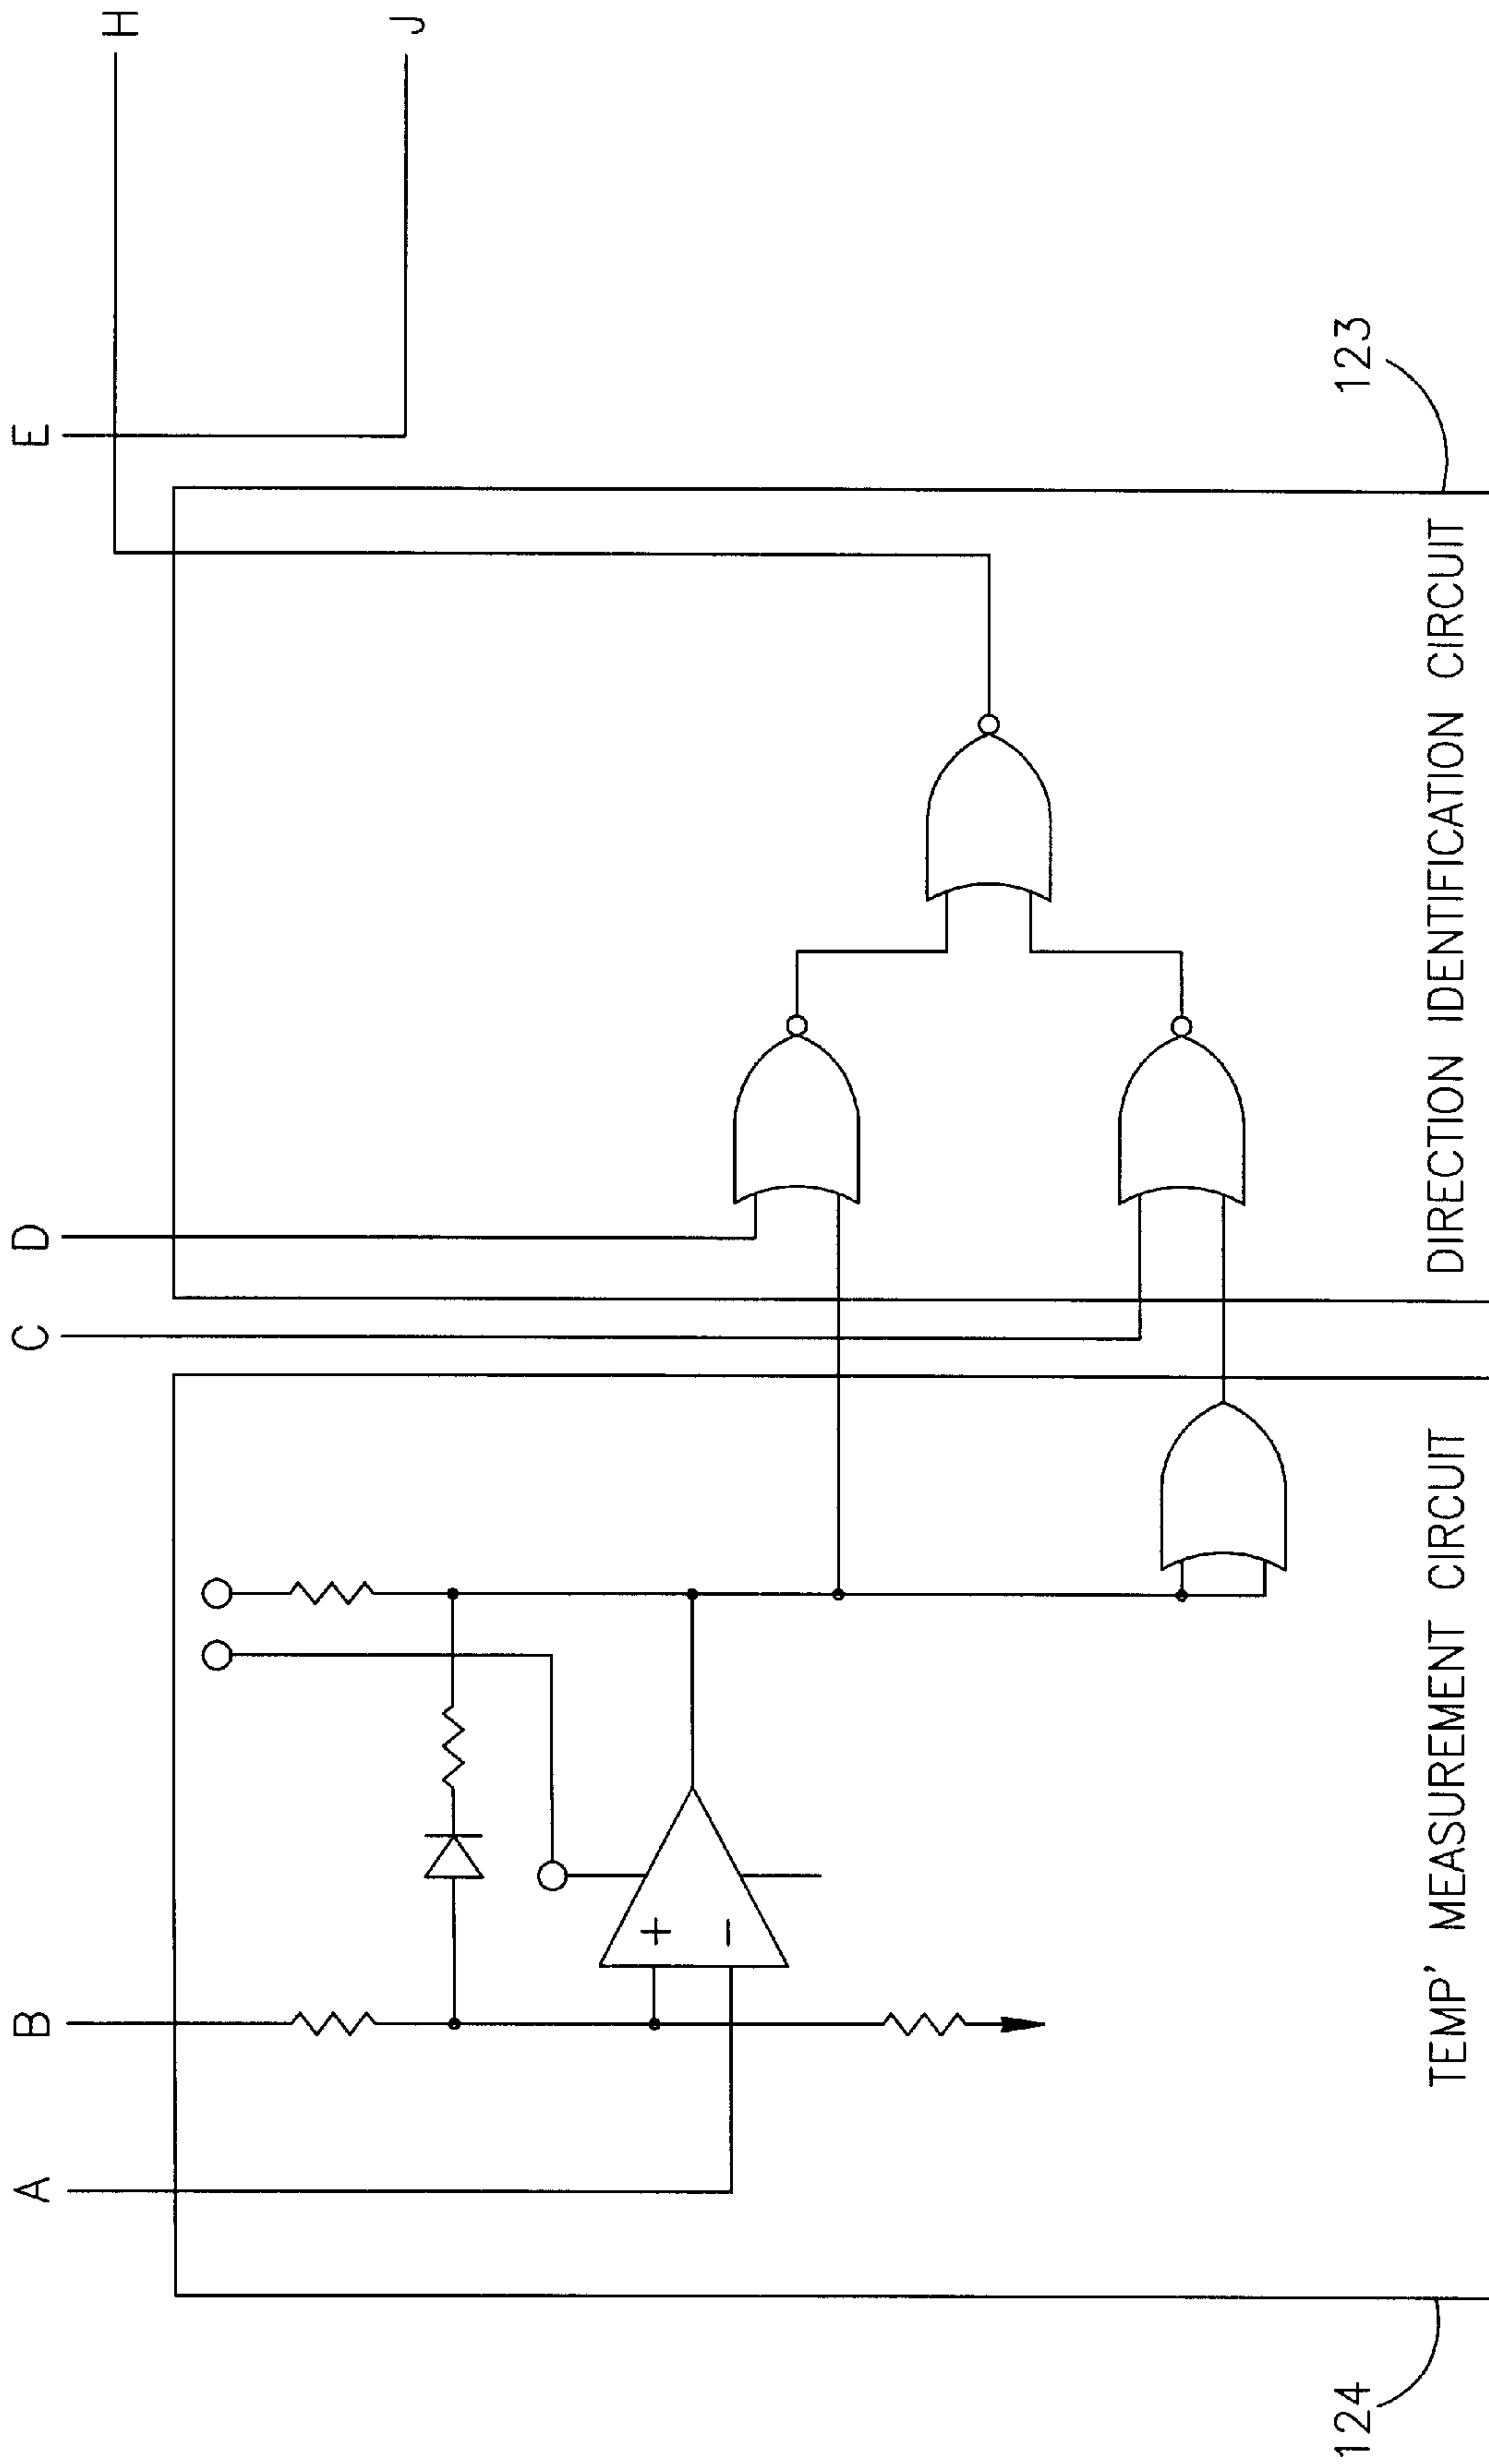 A
B
C
D
E
H
J
+
−
TEMP' MEASUREMENT CIRCUIT
DIRECTION IDENTIFICATION CIRCUIT
124
123